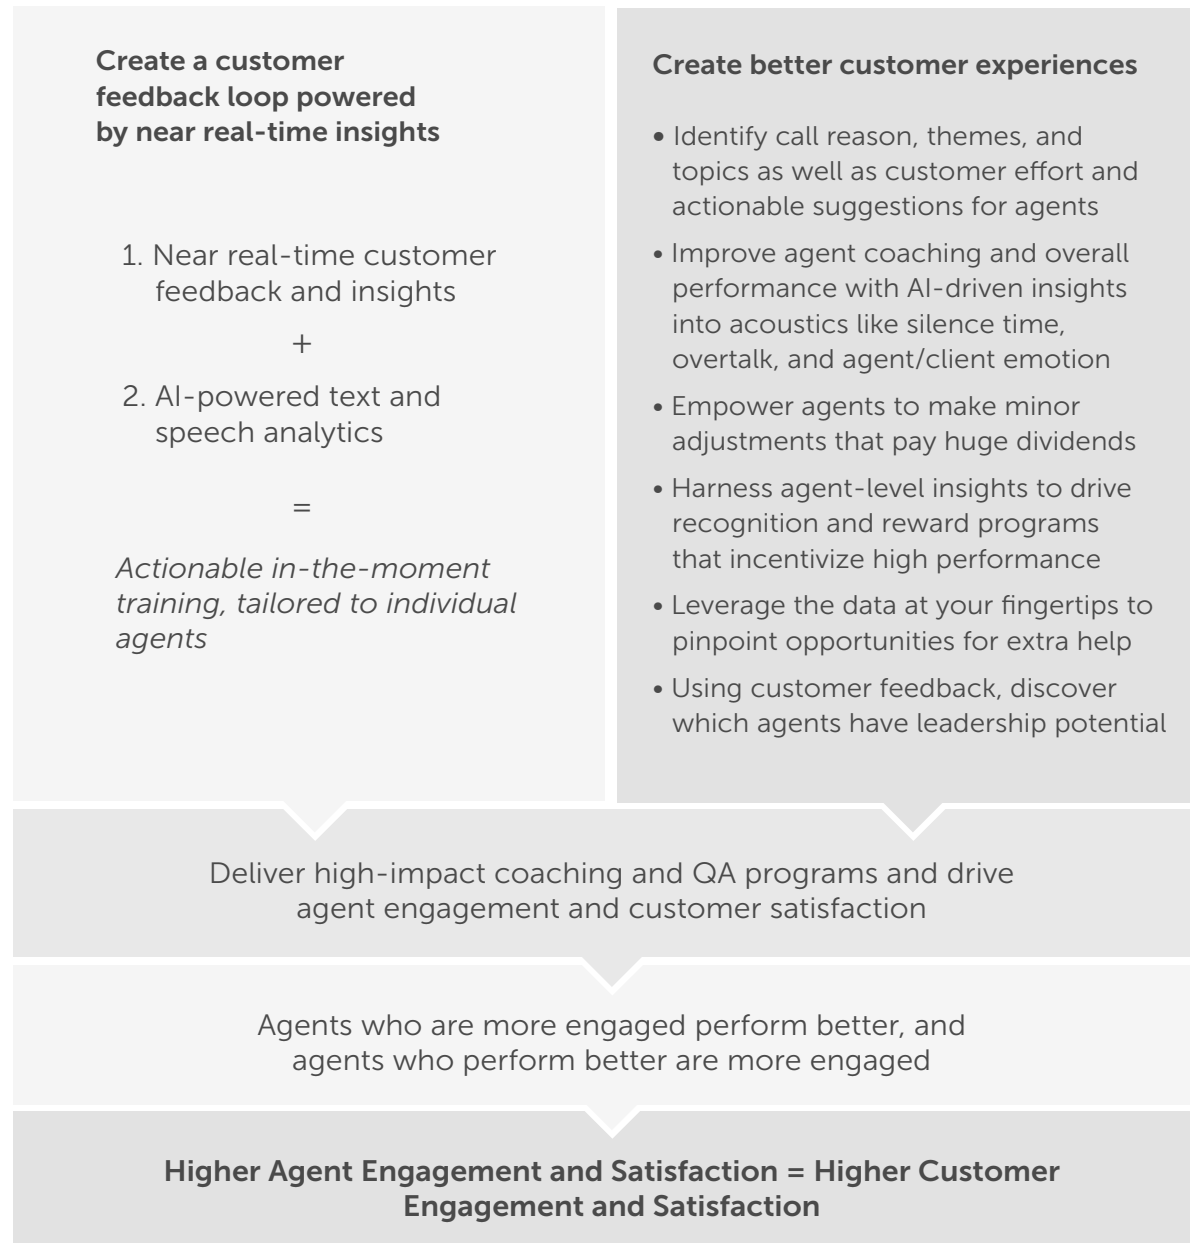 Create a customer
feedback loop powered
by near real-time insights
1. Near real-time customer
feedback and insights
+
2. AI-powered text and
speech analytics
=
Actionable in-the-moment
training, tailored to individual
agents
Create better customer experiences
• Identify call reason, themes, and
topics as well as customer effort and
actionable suggestions for agents
• Improve agent coaching and overall
performance with AI-driven insights
into acoustics like silence time,
overtalk, and agent/client emotion
• Empower agents to make minor
adjustments that pay huge dividends
• Harness agent-level insights to drive
recognition and reward programs
that incentivize high performance
• Leverage the data at your fingertips to
pinpoint opportunities for extra help
• Using customer feedback, discover
which agents have leadership potential
Deliver high-impact coaching and QA programs and drive
agent engagement and customer satisfaction
Agents who are more engaged perform better, and
agents who perform better are more engaged
Higher Agent Engagement and Satisfaction = Higher Customer
Engagement and Satisfaction